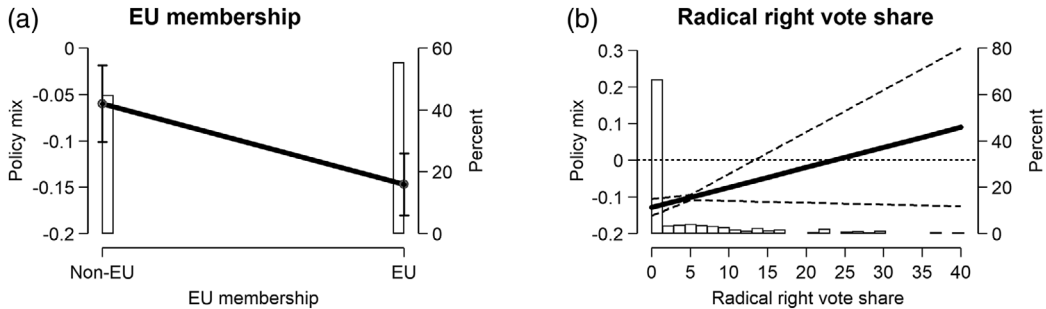 (a) EU membership
0
-0.05
-0.1
-0.15
-0.2
Policy mix
60
40
20
0
Percent
Non-EU EU
EU membership
(b) Radical right vote share
0.3
0.2
0.1
0
-0.1
-0.2
Policy mix
80
60
40
20
0
Percent
0 5 10 15 20 25 30 35 40
Radical right vote share